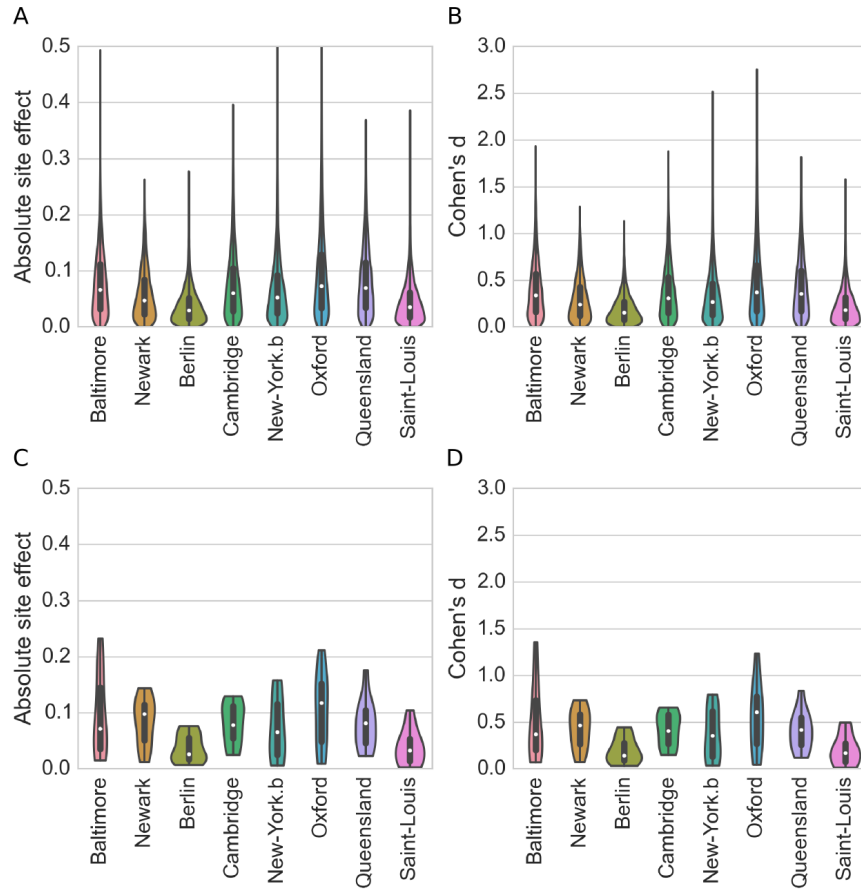 A
Absolute site effect
0.5
0.4
0.3
0.2
0.1
0.0
Baltimore
Newark
Berlin
Cambridge
New-York.b
Oxford
Queensland
Saint-Louis
B
Cohen's d
3.0
2.5
2.0
1.5
1.0
0.5
0.0
Baltimore
Newark
Berlin
Cambridge
New-York.b
Oxford
Queensland
Saint-Louis
C
Absolute site effect
0.5
0.4
0.3
0.2
0.1
0.0
Baltimore
Newark
Berlin
Cambridge
New-York.b
Oxford
Queensland
Saint-Louis
D
Cohen's d
3.0
2.5
2.0
1.5
1.0
0.5
0.0
Baltimore
Newark
Berlin
Cambridge
New-York.b
Oxford
Queensland
Saint-Louis